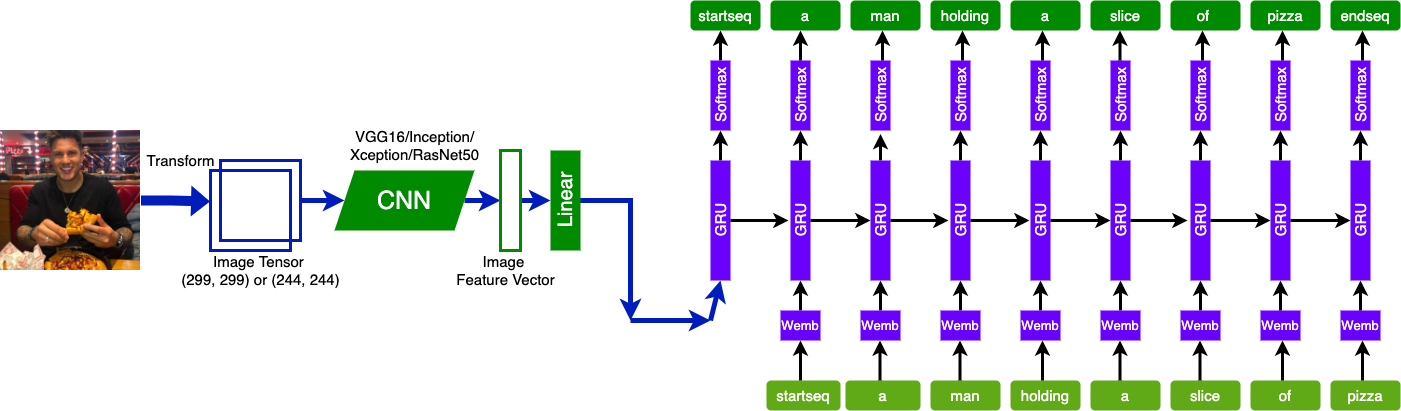 startseq a man holding a slice of pizza endseq
Softmax Softmax Softmax Softmax Softmax Softmax Softmax Softmax Softmax
VGG16/Inception/
Xception/RasNet50
Transform
CNN
Linear
GRU GRU GRU GRU GRU GRU GRU GRU GRU
Image Tensor
(299, 299) or (244, 244)
Image
Feature Vector
Wemb Wemb Wemb Wemb Wemb Wemb Wemb Wemb
startseq a man holding a slice of pizza